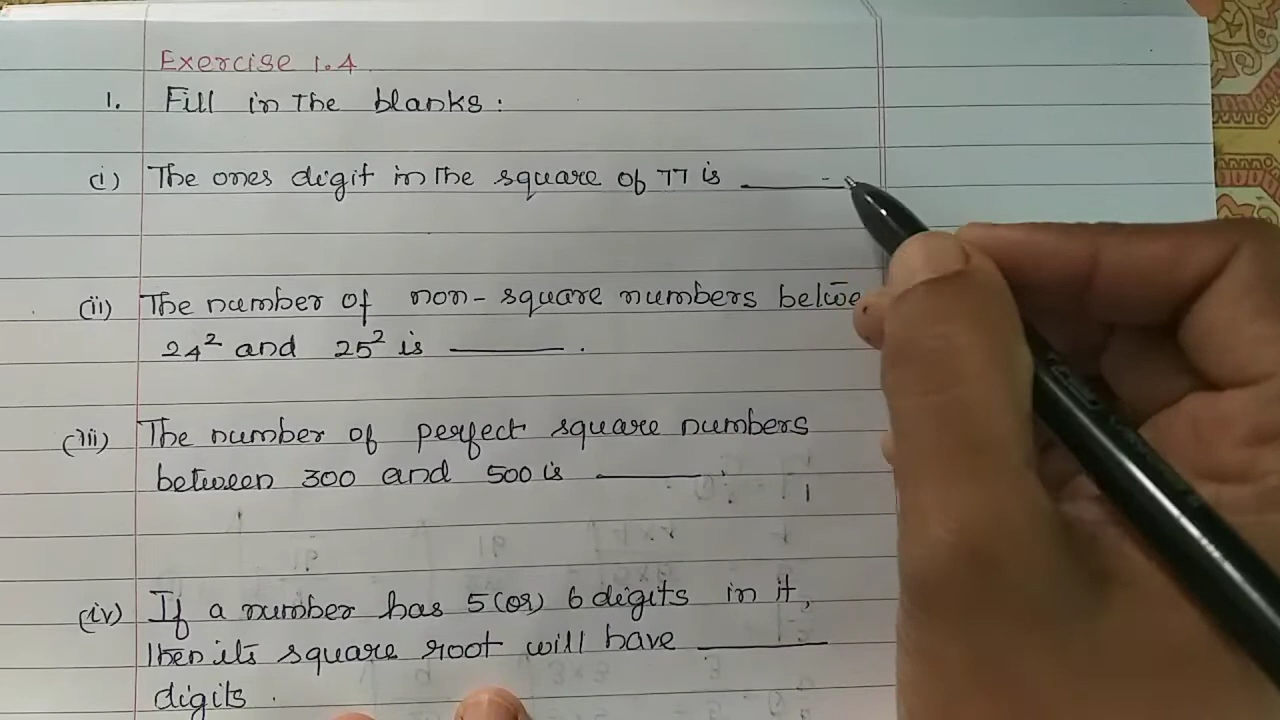 Exercise 1.4
1. Fill in the blanks:
(i) The ones digit in the square of 77 is ______
(ii) The number of non-square numbers betwee
24² and 25² is ______.
(iii) The number of perfect square numbers
between 300 and 500 is ______.
(iv) If a number has 5 (or) 6 digits in it,
then its square root will have ______
digits.